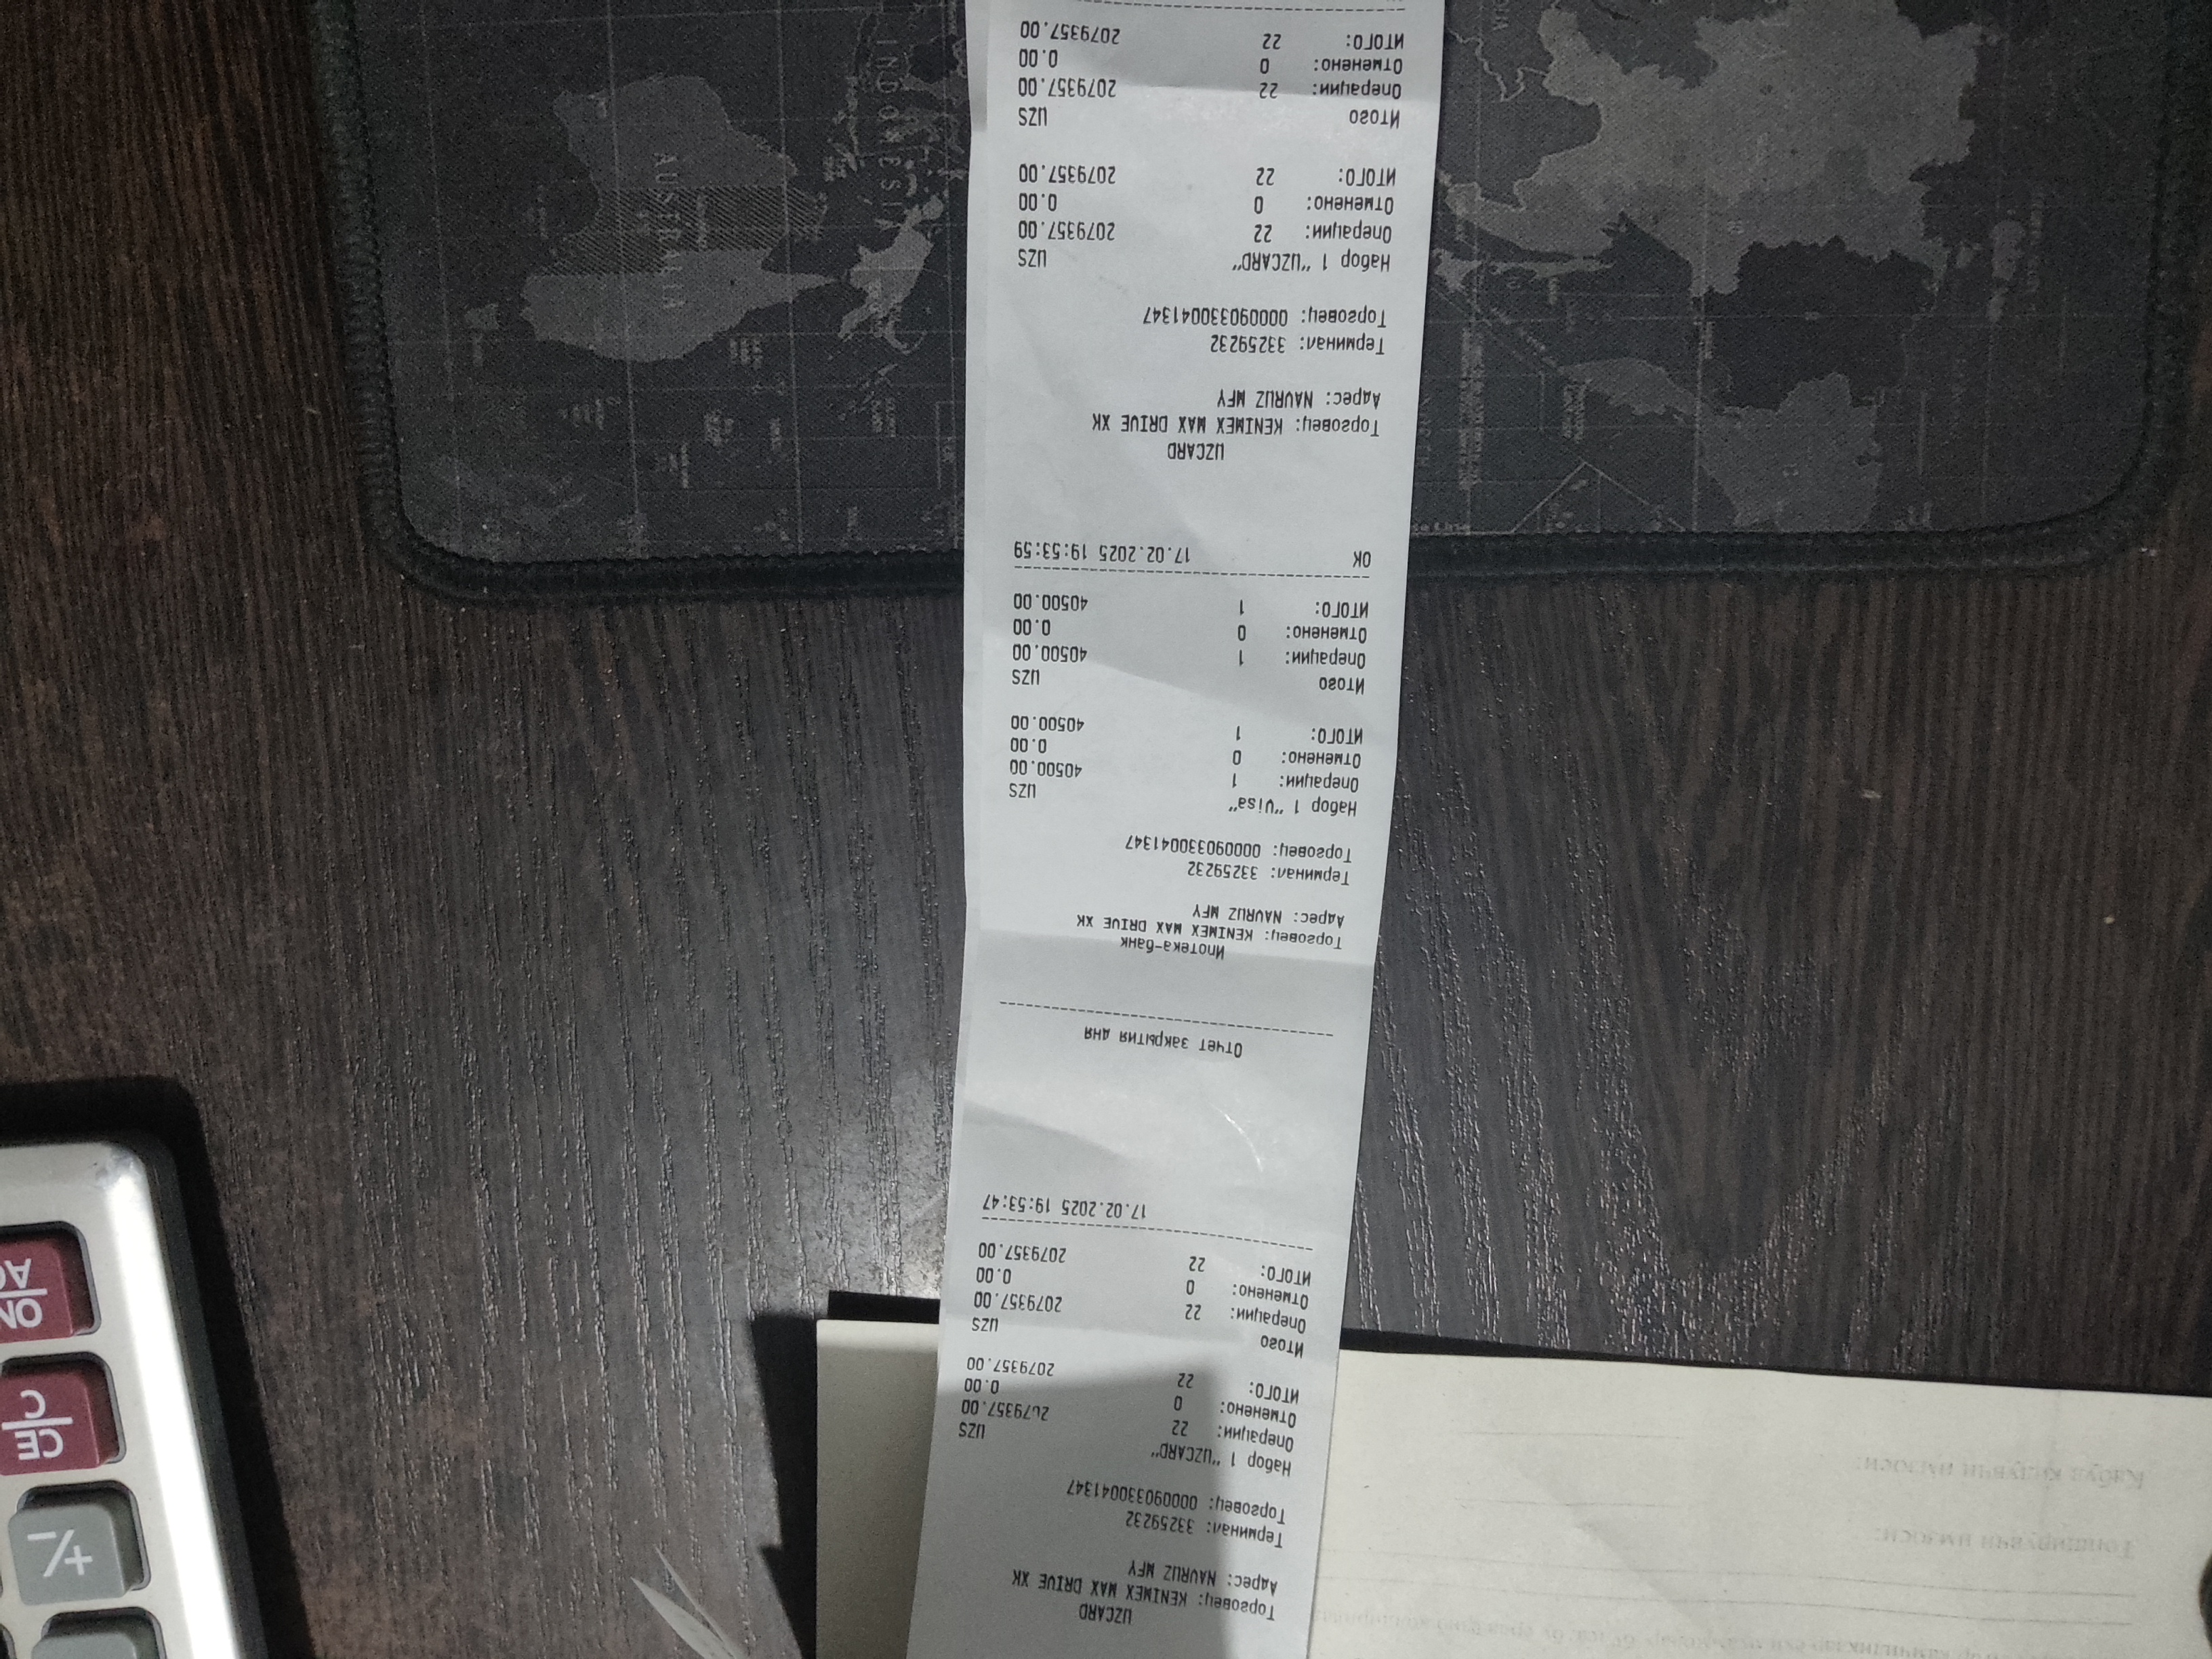 UZCARD
Торговец: KENIMEX MAX DRIVE XK
Адрес: NAVRUZ MFY
Терминал: 33259232
Торговец: 000090330041347
Набор 1 "UZCARD" UZS
Операции: 22 2079357.00
Отменено: 0 0.00
ИТОГО: 22 2079357.00
Итого UZS
Операции: 22 2079357.00
Отменено: 0 0.00
ИТОГО: 22 2079357.00
17.02.2025 19:53:47
Отчет закрытия дня
Ипотека-банк
Торговец: KENIMEX MAX DRIVE XK
Адрес: NAVRUZ MFY
Терминал: 33259232
Торговец: 000090330041347
Набор 1 "Visa" UZS
Операции: 1 40500.00
Отменено: 0 0.00
ИТОГО: 1 40500.00
Итого UZS
Операции: 1 40500.00
Отменено: 0 0.00
ИТОГО: 1 40500.00
OK 17.02.2025 19:53:59
UZCARD
Торговец: KENIMEX MAX DRIVE XK
Адрес: NAVRUZ MFY
Терминал: 33259232
Торговец: 000090330041347
Набор 1 "UZCARD" UZS
Операции: 22 2079357.00
Отменено: 0 0.00
ИТОГО: 22 2079357.00
Итого UZS
Операции: 22 2079357.00
Отменено: 0 0.00
ИТОГО: 22 2079357.00
+/-
CE
C
ON
AC
AUSTRALIA
INDONESIA